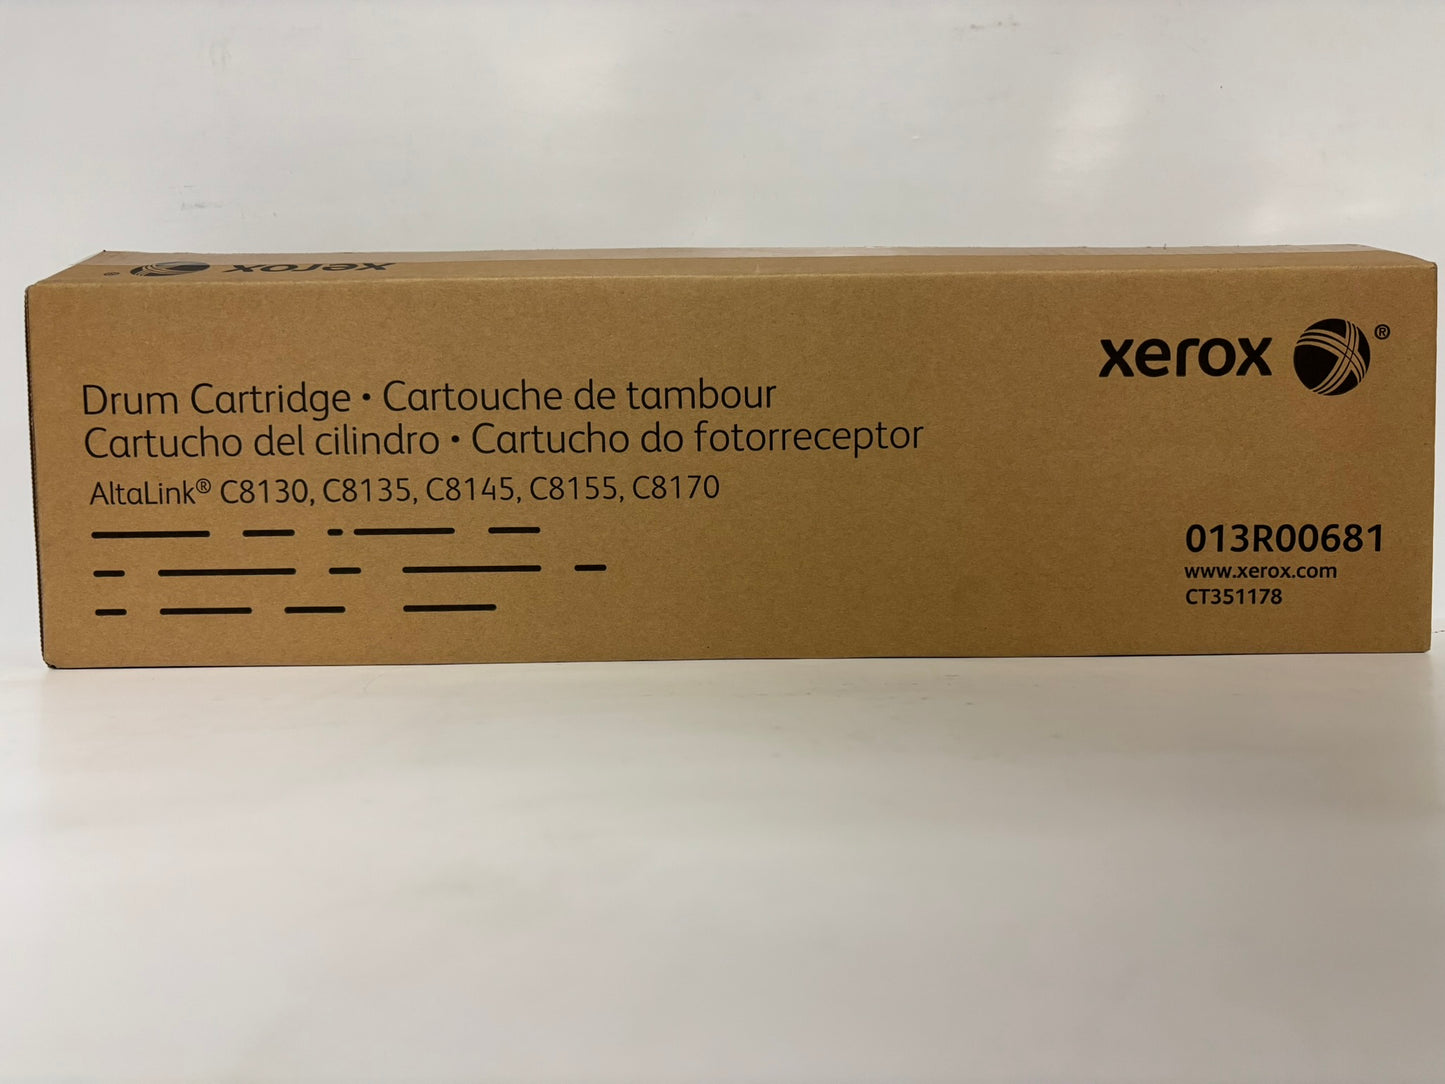 xerox ®
xerox ®
Drum Cartridge • Cartouche de tambour
Cartucho del cilindro • Cartucho do fotorreceptor
AltaLink® C8130, C8135, C8145, C8155, C8170
013R00681
www.xerox.com
CT351178